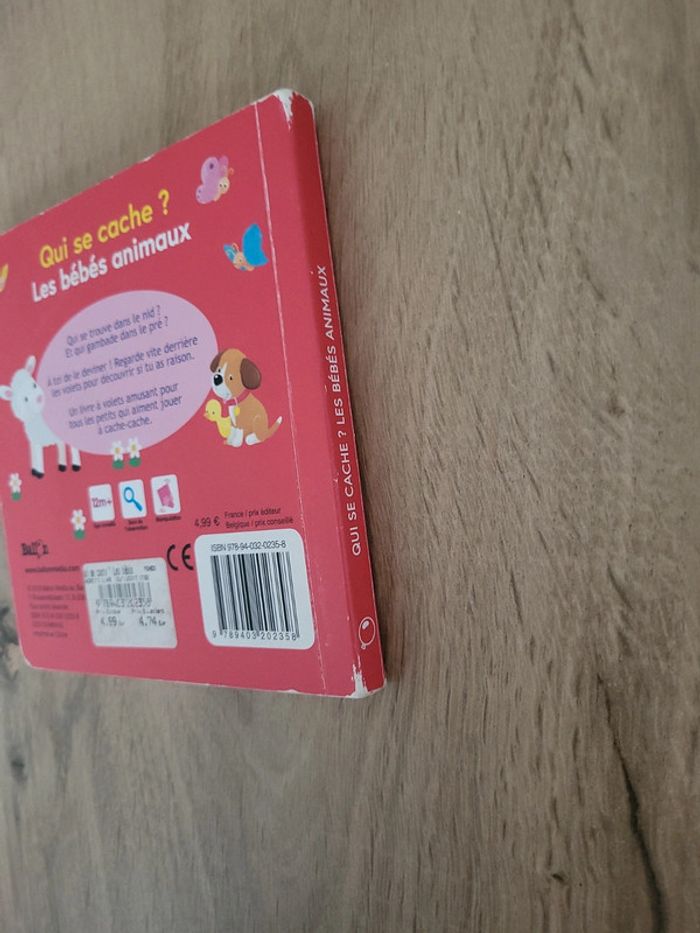 Qui se cache ?
Les bébés animaux
Qui se trouve dans le nid ?
Et qui gambade dans le pré ?
A toi de le deviner ! Regarde vite derrière
les volets pour découvrir si tu as raison.
Un livre à volets amusant pour
tous les petits qui aiment jouer
à cache-cache.
12m+
Manipulation
4,99 € France / prix éditeur
Belgique / prix conseillé
Ballon
CE
ISBN 978-94-032-0235-8
9 789403 202358
9789403202358
4.99 4.74
QUI SE CACHE ? LES BÉBÉS ANIMAUX